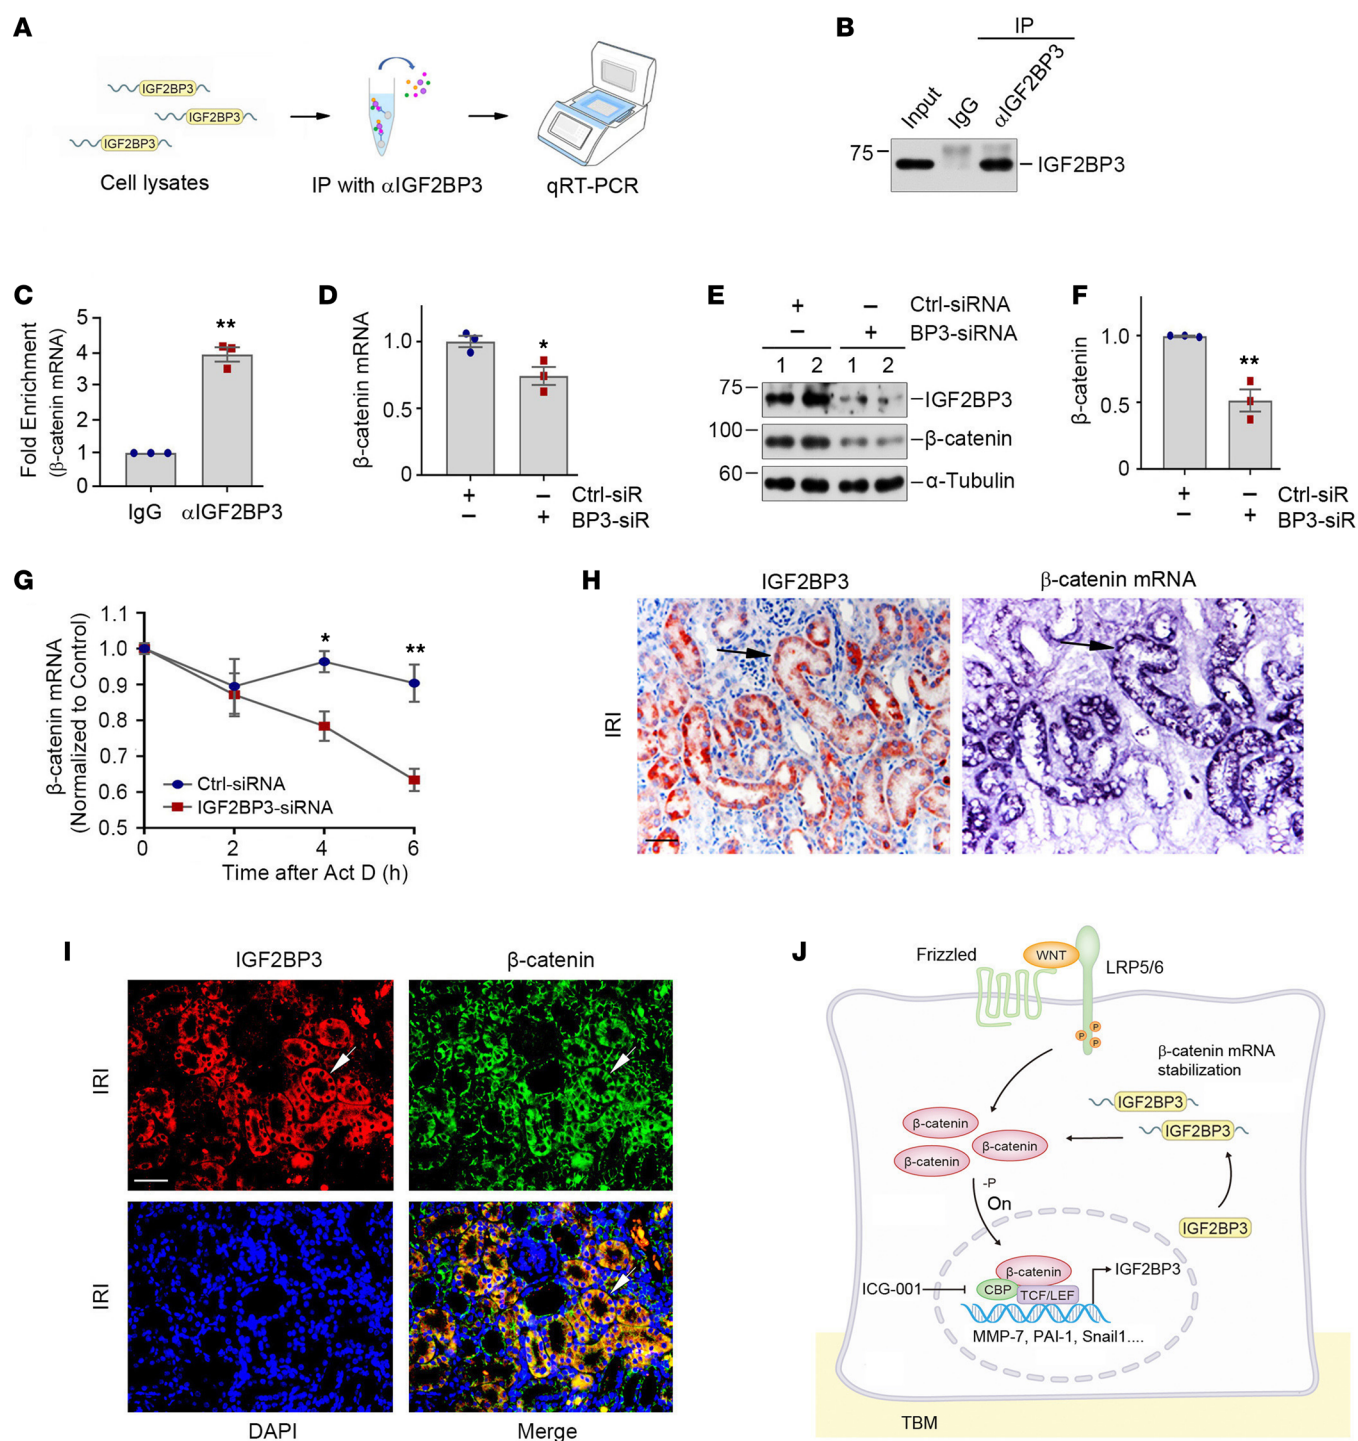 A
IGF2BP3
IGF2BP3
IGF2BP3
Cell lysates
IP with αIGF2BP3
qRT-PCR
B
IP
Input
IgG
αIGF2BP3
75
IGF2BP3
C
Fold Enrichment
(β-catenin mRNA)
5
4
3
2
1
0
**
IgG
αIGF2BP3
D
β-catenin mRNA
1.0
0.5
0
*
+ – Ctrl-siR
– + BP3-siR
E
+ – Ctrl-siRNA
– + BP3-siRNA
1 2 1 2
75 IGF2BP3
100 β-catenin
60 α-Tubulin
F
β-catenin
1.0
0.5
0
**
+ – Ctrl-siR
– + BP3-siR
G
β-catenin mRNA
(Normalized to Control)
1.1
1.0
0.9
0.8
0.7
0.6
0.5
*
**
Ctrl-siRNA
IGF2BP3-siRNA
0 2 4 6
Time after Act D (h)
H
IGF2BP3
β-catenin mRNA
IRI
I
IGF2BP3
β-catenin
IRI
IRI
DAPI
Merge
J
Frizzled
WNT
LRP5/6
P
P
P
β-catenin mRNA
stabilization
IGF2BP3
IGF2BP3
β-catenin
β-catenin
β-catenin
-P
On
IGF2BP3
β-catenin
IGF2BP3
ICG-001
CBP
TCF/LEF
MMP-7, PAI-1, Snail1....
TBM